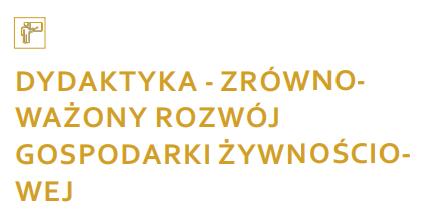 DYDAKTYKA - ZRÓWNO-
WAŻONY ROZWÓJ
GOSPODARKI ŻYWNOŚCIO-
WEJ